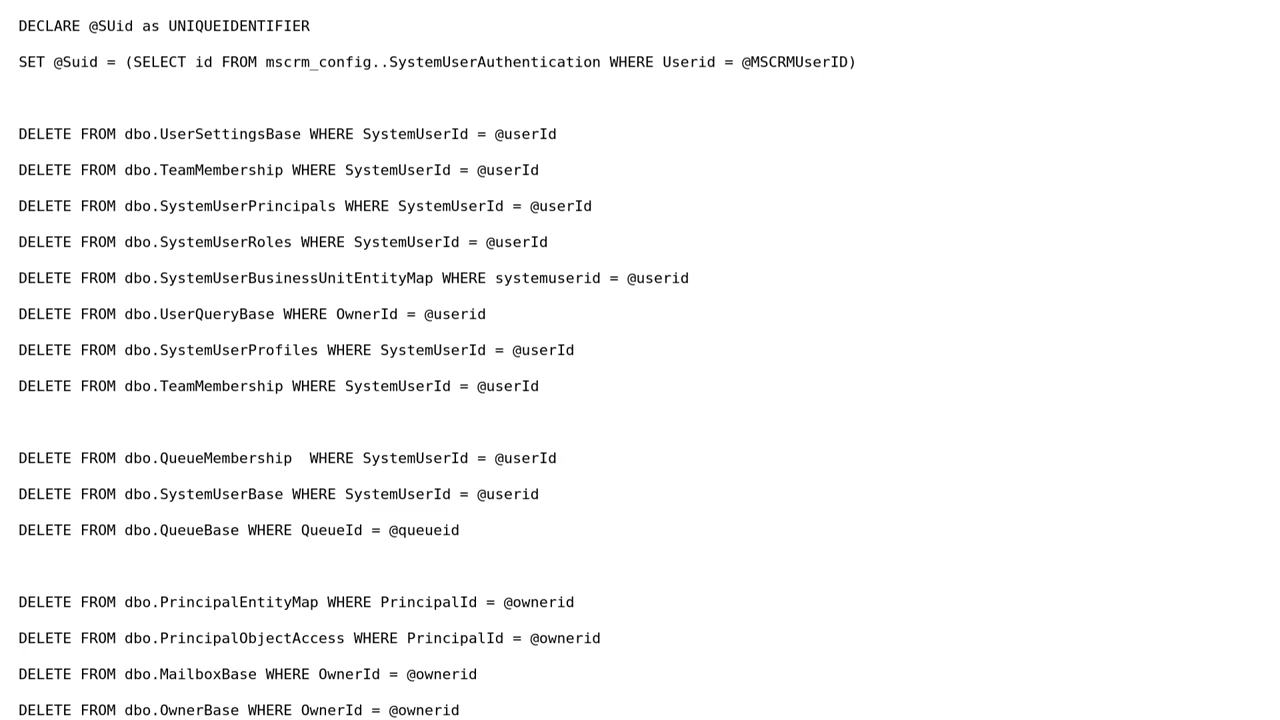 DECLARE @SUid as UNIQUEIDENTIFIER
SET @Suid = (SELECT id FROM mscrm_config..SystemUserAuthentication WHERE Userid = @MSCRMUserID)
DELETE FROM dbo.UserSettingsBase WHERE SystemUserId = @userId
DELETE FROM dbo.TeamMembership WHERE SystemUserId = @userId
DELETE FROM dbo.SystemUserPrincipals WHERE SystemUserId = @userId
DELETE FROM dbo.SystemUserRoles WHERE SystemUserId = @userId
DELETE FROM dbo.SystemUserBusinessUnitEntityMap WHERE systemuserid = @userid
DELETE FROM dbo.UserQueryBase WHERE OwnerId = @userid
DELETE FROM dbo.SystemUserProfiles WHERE SystemUserId = @userId
DELETE FROM dbo.TeamMembership WHERE SystemUserId = @userId
DELETE FROM dbo.QueueMembership  WHERE SystemUserId = @userId
DELETE FROM dbo.SystemUserBase WHERE SystemUserId = @userid
DELETE FROM dbo.QueueBase WHERE QueueId = @queueid
DELETE FROM dbo.PrincipalEntityMap WHERE PrincipalId = @ownerid
DELETE FROM dbo.PrincipalObjectAccess WHERE PrincipalId = @ownerid
DELETE FROM dbo.MailboxBase WHERE OwnerId = @ownerid
DELETE FROM dbo.OwnerBase WHERE OwnerId = @ownerid